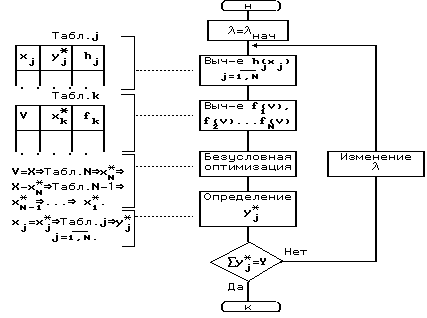 н
λ=λнач
Табл.j
xj y*j hj
Выч-е h(xj)
j=1,N
Табл.k
V x*k fk
Выч-е f1(v),
f2(v)...fN(v)
V=X⇒Табл.N⇒x*N⇒
X-x*N⇒Табл.N-1⇒
x*N-1⇒...⇒ x*1.
Безусловная
оптимизация
Изменение
λ
xj=x*j⇒Табл.j⇒y*j
j=1,N.
Определение
y*j
∑y*j=Y
Нет
Да
к